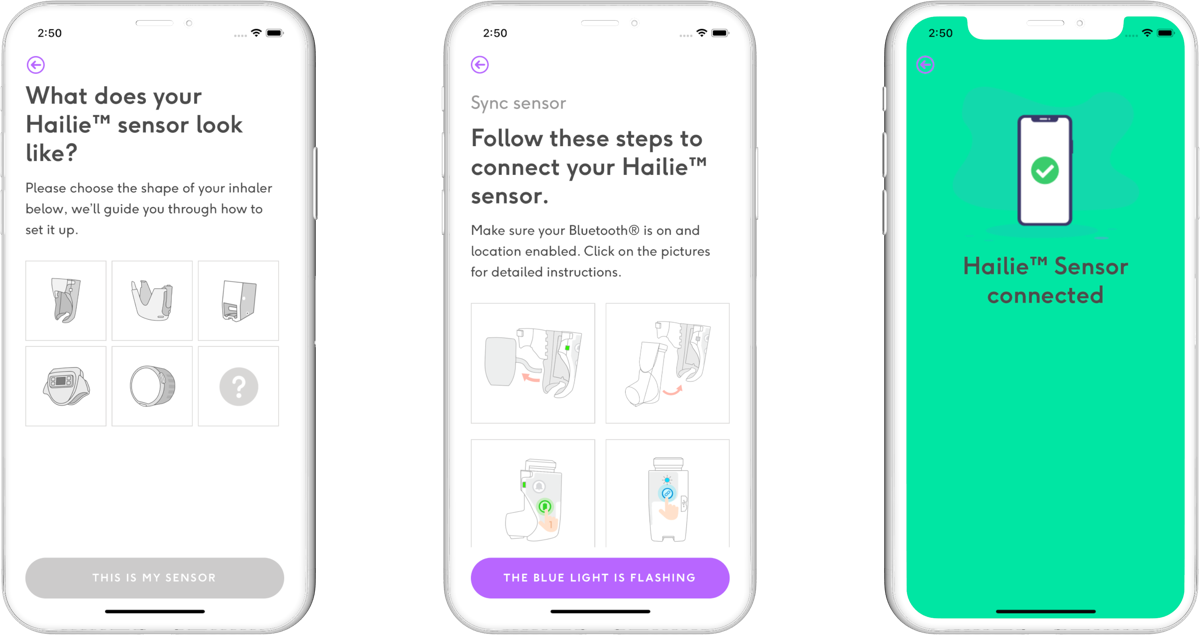 2:50
What does your
Hailie™ sensor look
like?
Please choose the shape of your inhaler
below, we'll guide you through how to
set it up.
?
THIS IS MY SENSOR
2:50
Sync sensor
Follow these steps to
connect your Hailie™
sensor.
Make sure your Bluetooth® is on and
location enabled. Click on the pictures
for detailed instructions.
1
THE BLUE LIGHT IS FLASHING
2:50
Hailie™ Sensor
connected